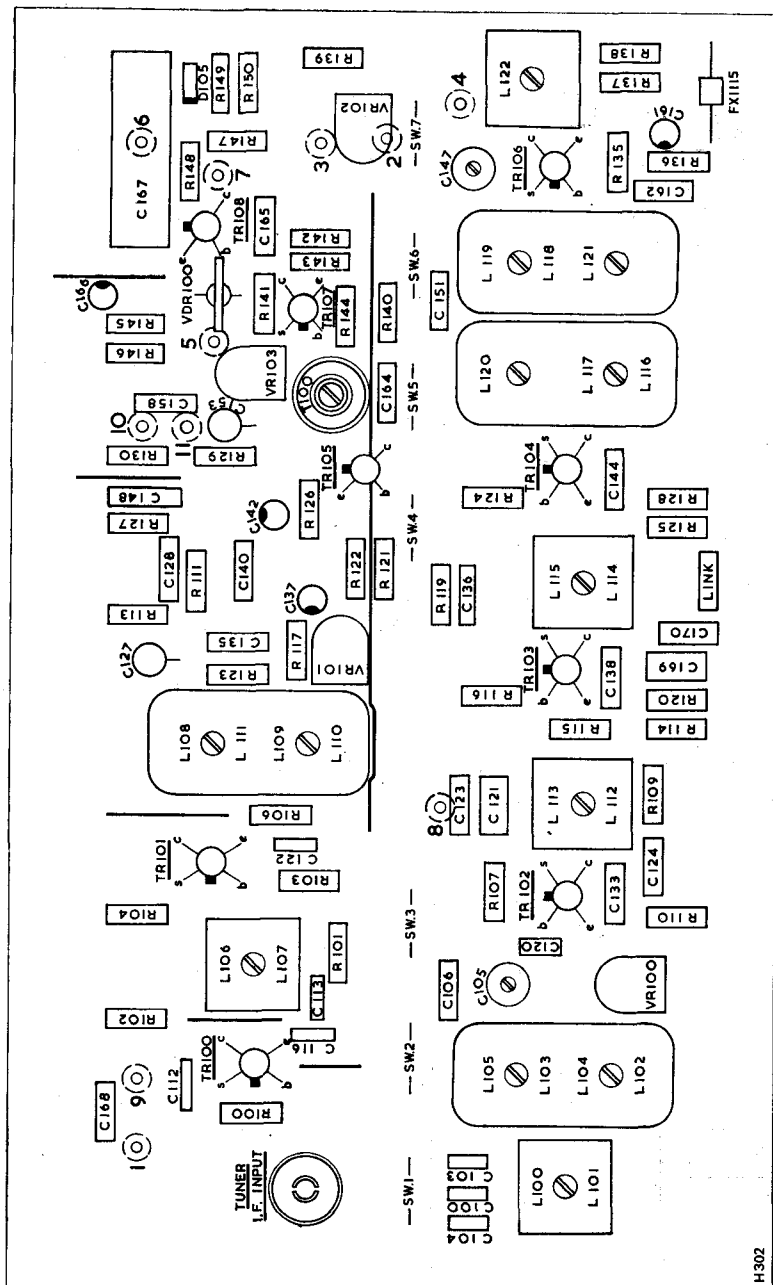 C167
6
D105
R149
R150
R139
R147
R148
7
VR102
3
2
SW.7
4
L122
R138
R137
FX1115
C161
R136
C162
R135
TR106
s
c
b
e
C147
c
TR108
e
b
C165
R142
R143
C166
R145
R146
VDR100
R141
TR107
s
c
b
e
R144
R140
SW.6
C151
L119
L118
L121
5
VR103
T100
C164
SW.5
L120
L117
L116
10
C158
11
C153
R130
R129
C148
R127
C142
R126
TR105
c
e
b
SW.4
TR104
s
c
b
e
R124
C144
R128
R125
C128
R111
C140
R113
C137
R122
R121
R119
C136
L115
L114
LINK
C127
C135
R123
R117
VR101
TR103
s
c
b
e
R116
C138
C170
C169
R120
R114
R115
L108
L111
L109
L110
R106
8
C123
C121
L113
L112
R109
TR101
c
e
s
b
C122
R103
R104
R107
TR102
s
c
b
e
C133
C124
R110
SW.3
C120
L106
L107
R101
C113
R102
C106
C105
VR100
TR100
c
e
s
b
C116
SW.2
L105
L103
L104
L102
C168
9
C112
1
R100
TUNER
I.F. INPUT
SW.1
C103
C100
C104
L100
L101
H302